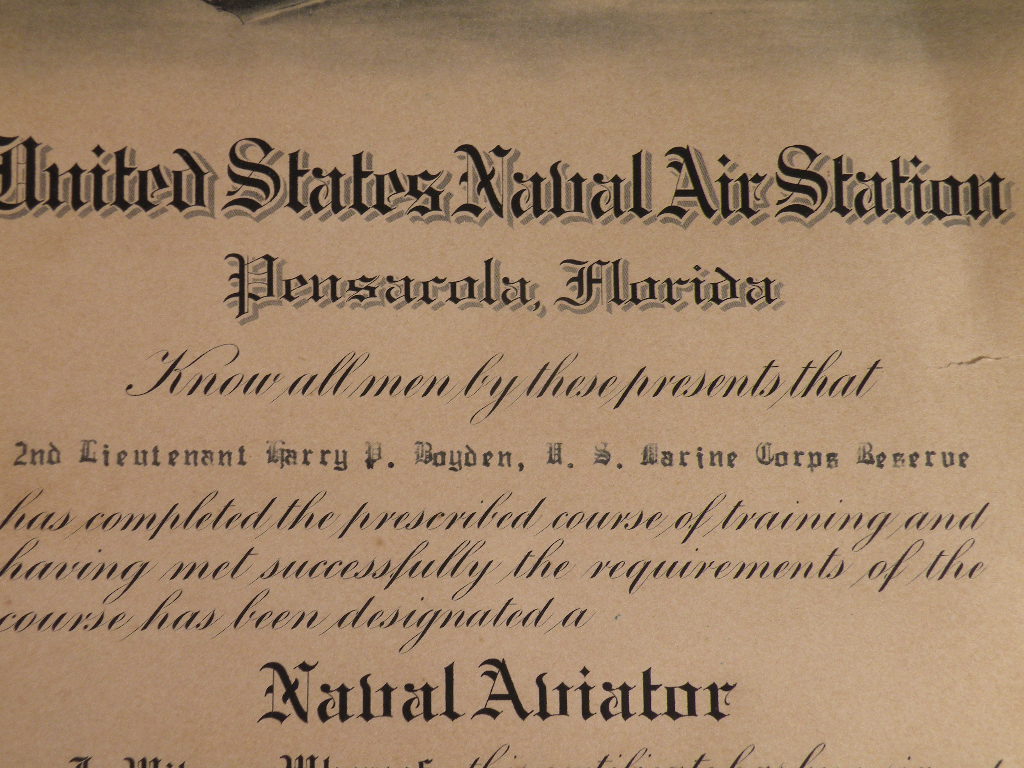 United States Naval Air Station
Pensacola, Florida
Know all men by these presents that
2nd Lieutenant Harry P. Boyden, U. S. Marine Corps Reserve
has completed the prescribed course of training and
having met successfully the requirements of the
course has been designated a
Naval Aviator